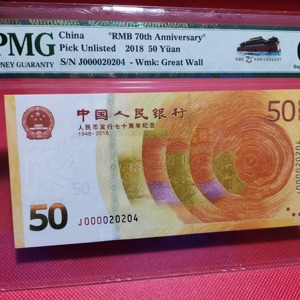 PMG
MONEY GUARANTY
China "RMB 70th Anniversary"
Pick Unlisted 2018 50 Yüan
S/N J000020204 - Wmk: Great Wall
中国人民银行
人民币发行七十周年纪念
1948-2018
50
50
J000020204
J000020204